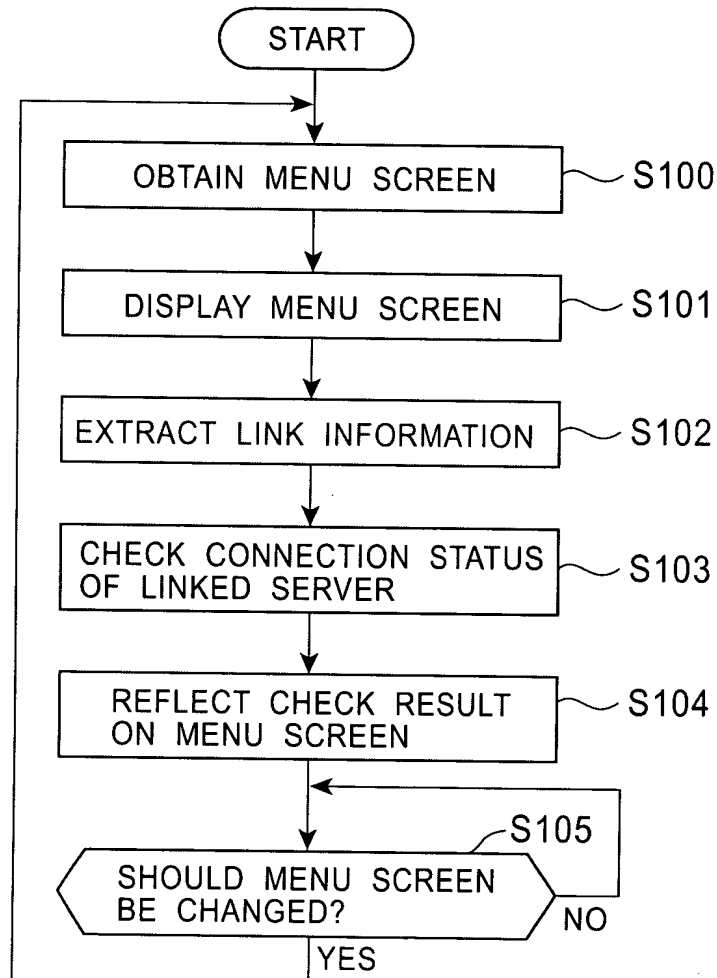 START
OBTAIN MENU SCREEN
S100
DISPLAY MENU SCREEN
S101
EXTRACT LINK INFORMATION
S102
CHECK CONNECTION STATUS
OF LINKED SERVER
S103
REFLECT CHECK RESULT
ON MENU SCREEN
S104
S105
SHOULD MENU SCREEN
BE CHANGED?
NO
YES